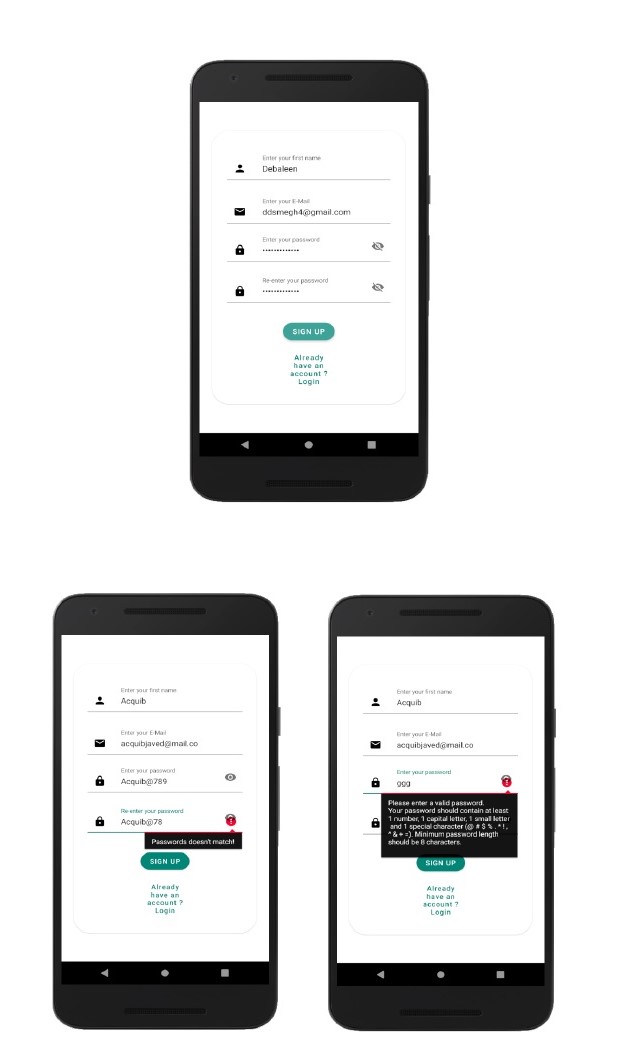 Enter your first name
Debaleen
Enter your E-Mail
ddsmegh4@gmail.com
Enter your password
•••••••••••••
Re-enter your password
•••••••••••••
SIGN UP
Already
have an
account ?
Login
Enter your first name
Acquib
Enter your E-Mail
acquibjaved@mail.co
Enter your password
Acquib@789
Re-enter your password
Acquib@78
Passwords doesn't match!
SIGN UP
Already
have an
account ?
Login
Enter your first name
Acquib
Enter your E-Mail
acquibjaved@mail.co
Enter your password
ggg
Please enter a valid password.
Your password should contain at least
1 number, 1 capital letter, 1 small letter
and 1 special character (@ # $ % . * ! ,
^ & + =). Minimum password length
should be 8 characters.
SIGN UP
Already
have an
account ?
Login